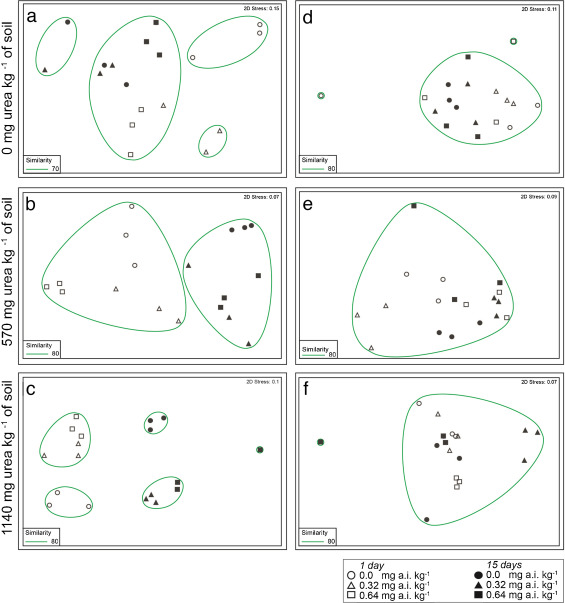 0 mg urea kg⁻¹ of soil
a
2D Stress: 0.15
Similarity
70
d
2D Stress: 0.11
Similarity
80
570 mg urea kg⁻¹ of soil
b
2D Stress: 0.07
Similarity
80
e
2D Stress: 0.09
Similarity
80
1140 mg urea kg⁻¹ of soil
c
2D Stress: 0.1
Similarity
80
f
2D Stress: 0.07
Similarity
80
1 day 15 days
0.0 mg a.i. kg⁻¹ 0.0 mg a.i. kg⁻¹
0.32 mg a.i. kg⁻¹ 0.32 mg a.i. kg⁻¹
0.64 mg a.i. kg⁻¹ 0.64 mg a.i. kg⁻¹